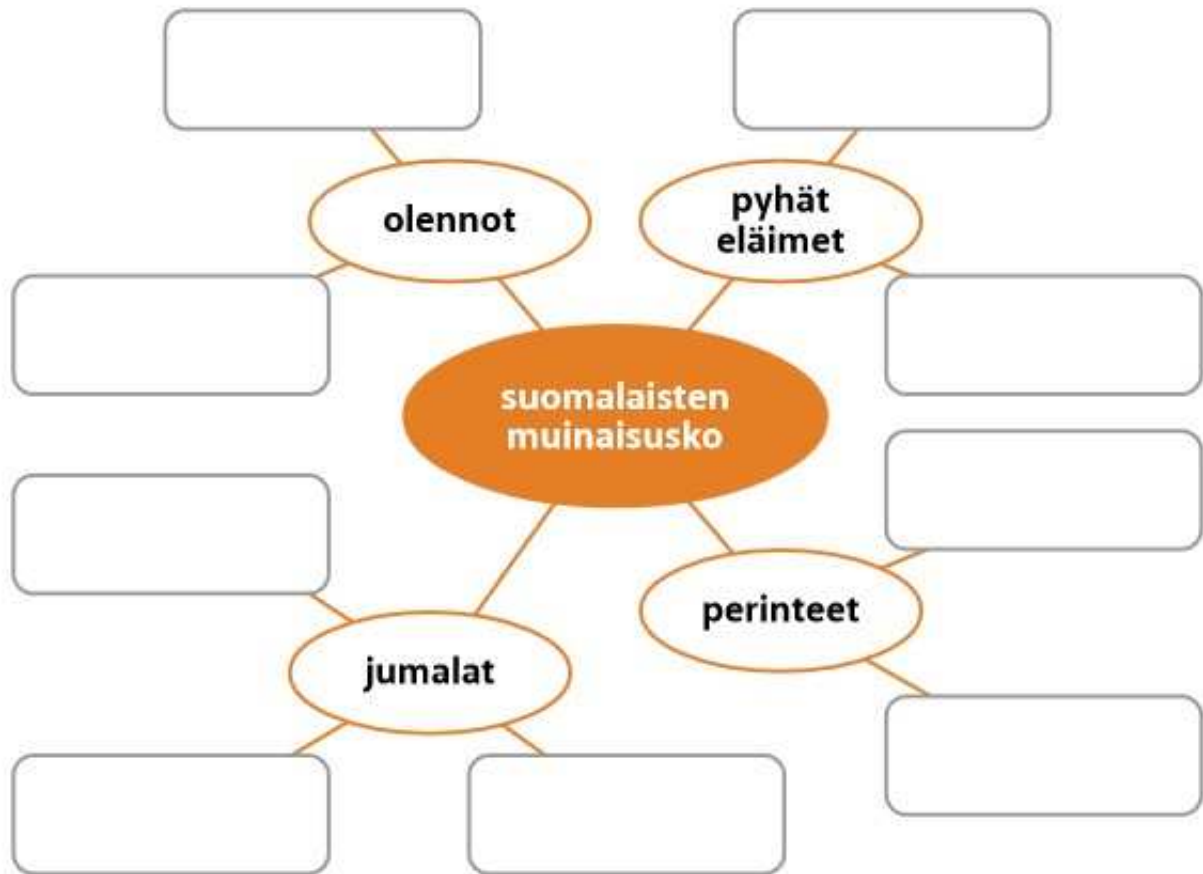 olennot
pyhät
eläimet
suomalaisten
muinaisusko
perinteet
jumalat